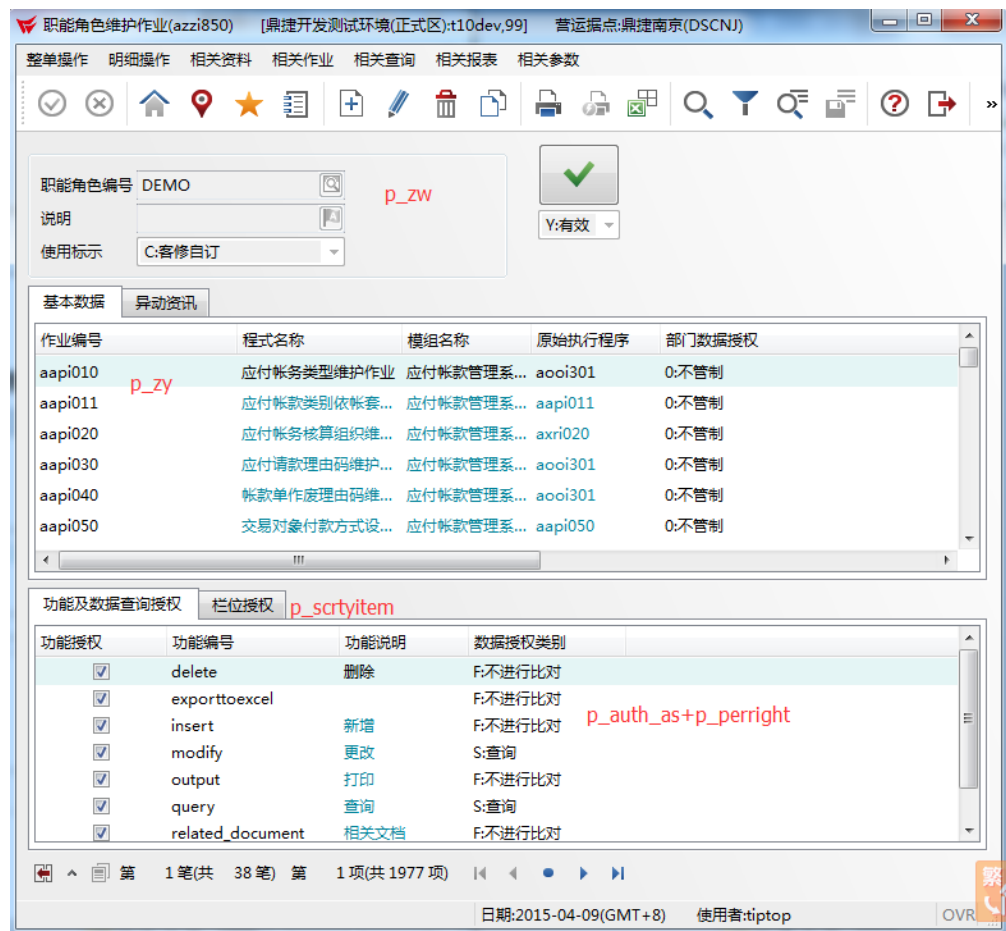 职能角色维护作业(azzi850) [鼎捷开发测试环境(正式区):t10dev,99] 营运据点:鼎捷南京(DSCNJ)
整单操作 明细操作 相关资料 相关作业 相关查询 相关报表 相关参数
»
职能角色编号 DEMO
p_zw
说明
Y:有效
使用标示 C:客修自订
基本数据 异动资讯
作业编号 程式名称 模组名称 原始执行程序 部门数据授权
aapi010 应付帐务类型维护作业 应付帐款管理系... aooi301 0:不管制
p_zy
aapi011 应付帐款类别依帐套... 应付帐款管理系... aapi011 0:不管制
aapi020 应付帐务核算组织维... 应付帐款管理系... axri020 0:不管制
aapi030 应付请款理由码维护... 应付帐款管理系... aooi301 0:不管制
aapi040 帐款单作废理由码维... 应付帐款管理系... aooi301 0:不管制
aapi050 交易对象付款方式设... 应付帐款管理系... aapi050 0:不管制
功能及数据查询授权 栏位授权 p_scrtyitem
功能授权 功能编号 功能说明 数据授权类别
delete 删除 F:不进行比对
exporttoexcel F:不进行比对
insert 新增 F:不进行比对
p_auth_as+p_perright
modify 更改 S:查询
output 打印 F:不进行比对
query 查询 S:查询
related_document 相关文档 F:不进行比对
第 1笔(共 38笔) 第 1项(共1977项)
繁
日期:2015-04-09(GMT+8) 使用者:tiptop OVR